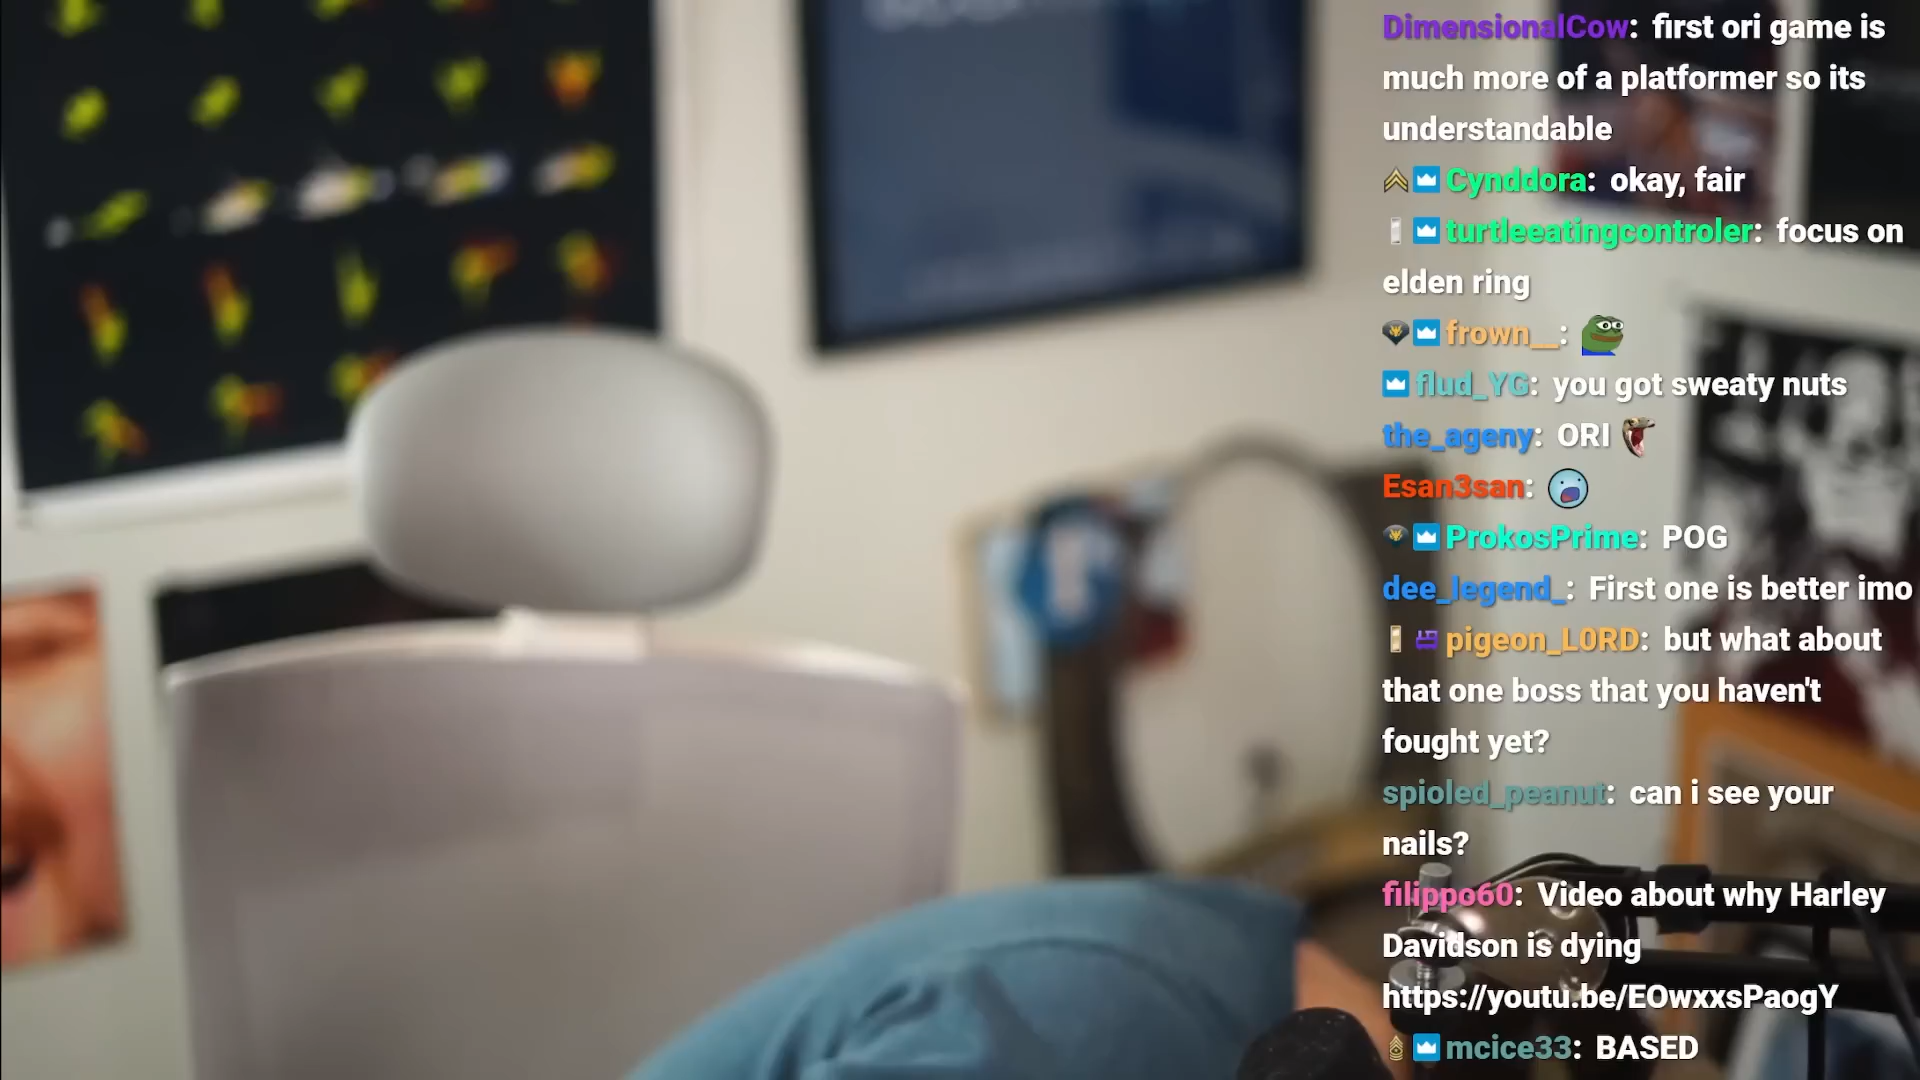 DimensionalCow: first ori game is
much more of a platformer so its
understandable
Cynddora: okay, fair
turtleeatingcontroler: focus on
elden ring
frown__:
flud_YG: you got sweaty nuts
the_ageny: ORI
Esan3san:
ProkosPrime: POG
dee_legend_: First one is better imo
pigeon_L0RD: but what about
that one boss that you haven't
fought yet?
spioled_peanut: can i see your
nails?
filippo60: Video about why Harley
Davidson is dying
https://youtu.be/EOwxxsPaogY
mcice33: BASED